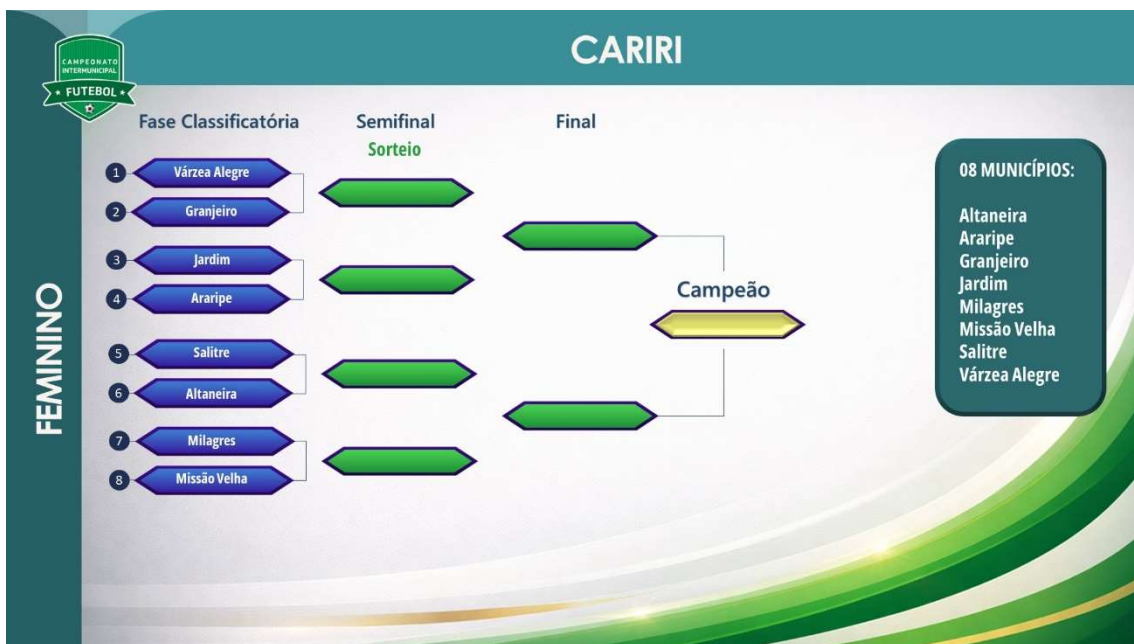 CARIRI
CAMPEONATO
INTERMUNICIPAL
FUTEBOL
FEMININO
Fase Classificatória
Semifinal
Sorteio
Final
1 Várzea Alegre
2 Granjeiro
3 Jardim
4 Araripe
5 Salitre
6 Altaneira
7 Milagres
8 Missão Velha
Campeão
08 MUNICÍPIOS:
Altaneira
Araripe
Granjeiro
Jardim
Milagres
Missão Velha
Salitre
Várzea Alegre